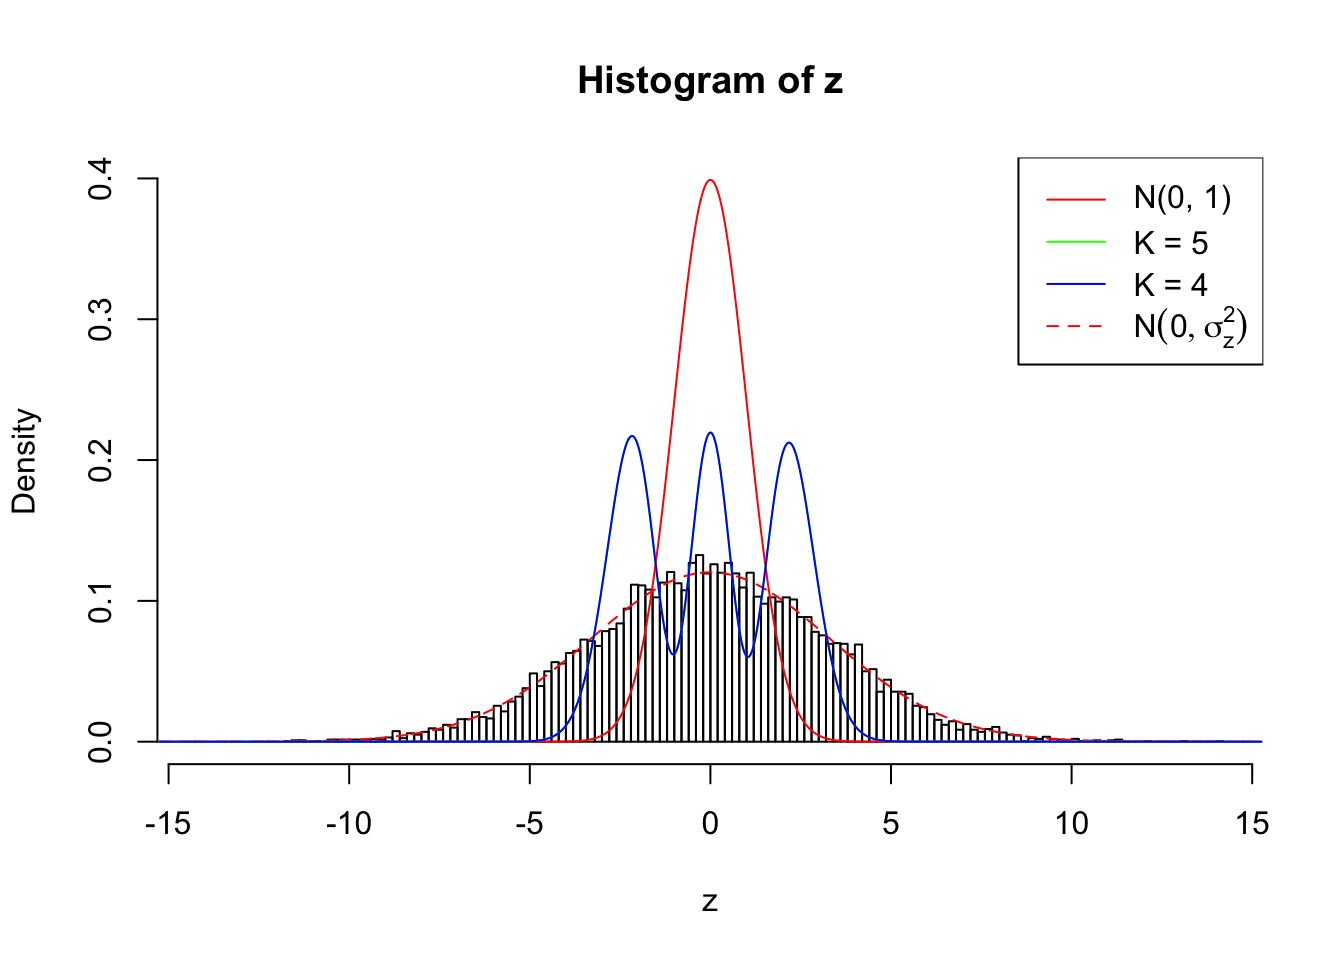 Histogram of z
N(0, 1)
K = 5
K = 4
N(0, σz²)
Density
0.0
0.1
0.2
0.3
0.4
-15
-10
-5
0
5
10
15
z